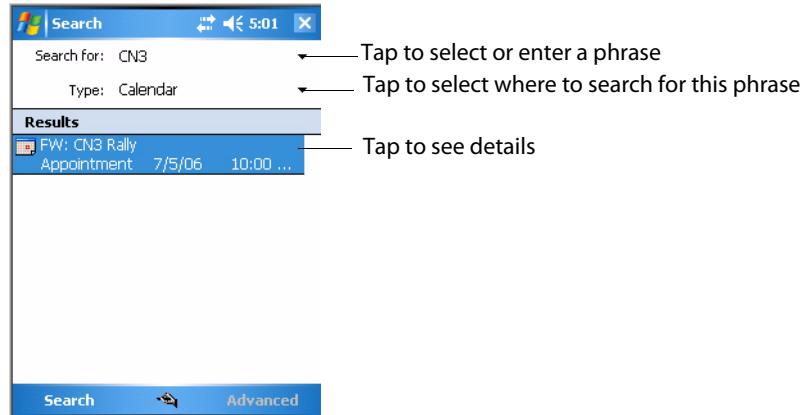 Search 5:01
Search for: CN3
Tap to select or enter a phrase
Type: Calendar
Tap to select where to search for this phrase
Results
FW: CN3 Rally
Appointment 7/5/06 10:00 ...
Tap to see details
Search Advanced